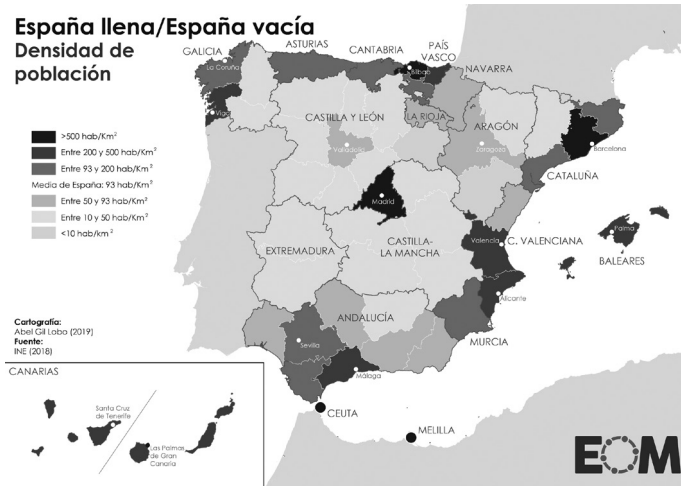 España llena/España vacía
Densidad de
población
GALICIA
ASTURIAS
CANTABRIA
PAÍS
VASCO
NAVARRA
La Coruña
Bilbao
Vigo
CASTILLA Y LEÓN
LA RIOJA
ARAGÓN
Valladolid
Zaragoza
Barcelona
CATALUÑA
Madrid
>500 hab/Km²
Entre 200 y 500 hab/Km²
Entre 93 y 200 hab/Km²
Media de España: 93 hab/Km²
Entre 50 y 93 hab/Km²
Entre 10 y 50 hab/Km²
<10 hab/km²
EXTREMADURA
CASTILLA-
LA MANCHA
Valencia
C. VALENCIANA
Palma
BALEARES
Alicante
ANDALUCÍA
MURCIA
Sevilla
Málaga
Cartografía:
Abel Gil Lobo (2019)
Fuente:
INE (2018)
CANARIAS
Santa Cruz
de Tenerife
Las Palmas
de Gran
Canaria
CEUTA
MELILLA
EOM